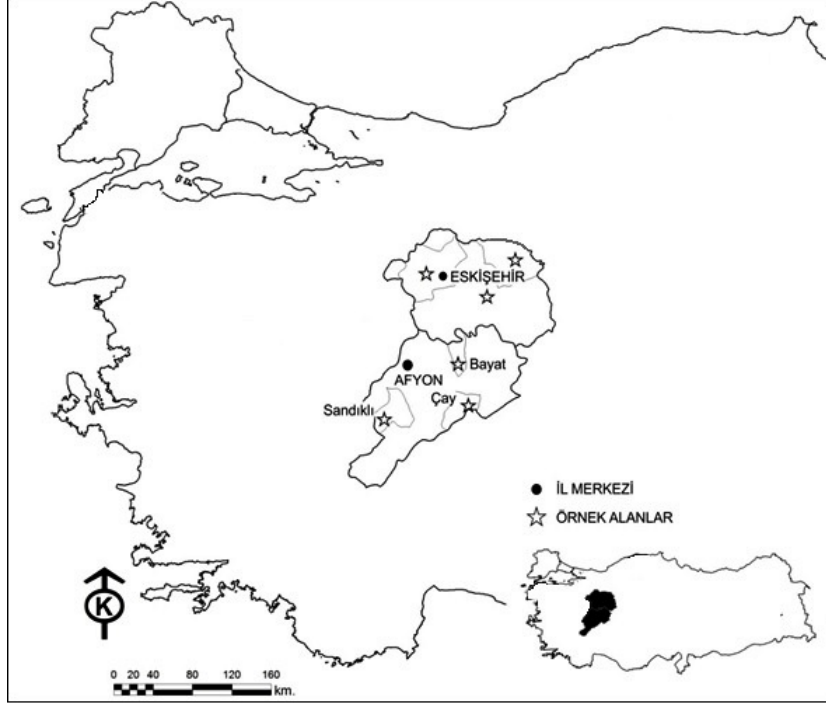 ESKİŞEHİR
Bayat
AFYON
Çay
Sandıklı
İL MERKEZİ
ÖRNEK ALANLAR
K
0 20 40 80 120 160
km.